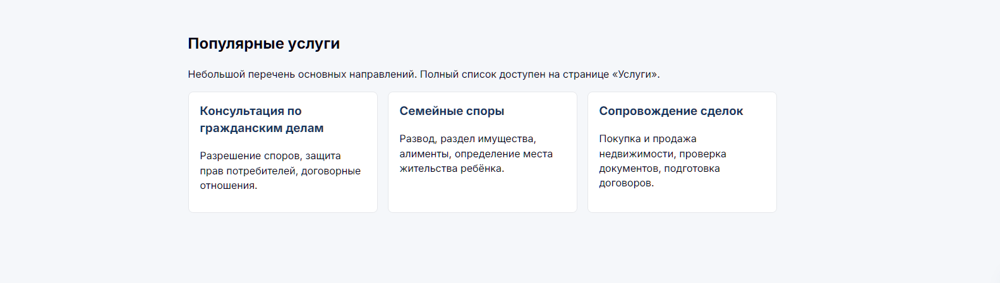 Популярные услуги
Небольшой перечень основных направлений. Полный список доступен на странице «Услуги».
Консультация по
гражданским делам
Разрешение споров, защита
прав потребителей, договорные
отношения.
Семейные споры
Развод, раздел имущества,
алименты, определение места
жительства ребёнка.
Сопровождение сделок
Покупка и продажа
недвижимости, проверка
документов, подготовка
договоров.